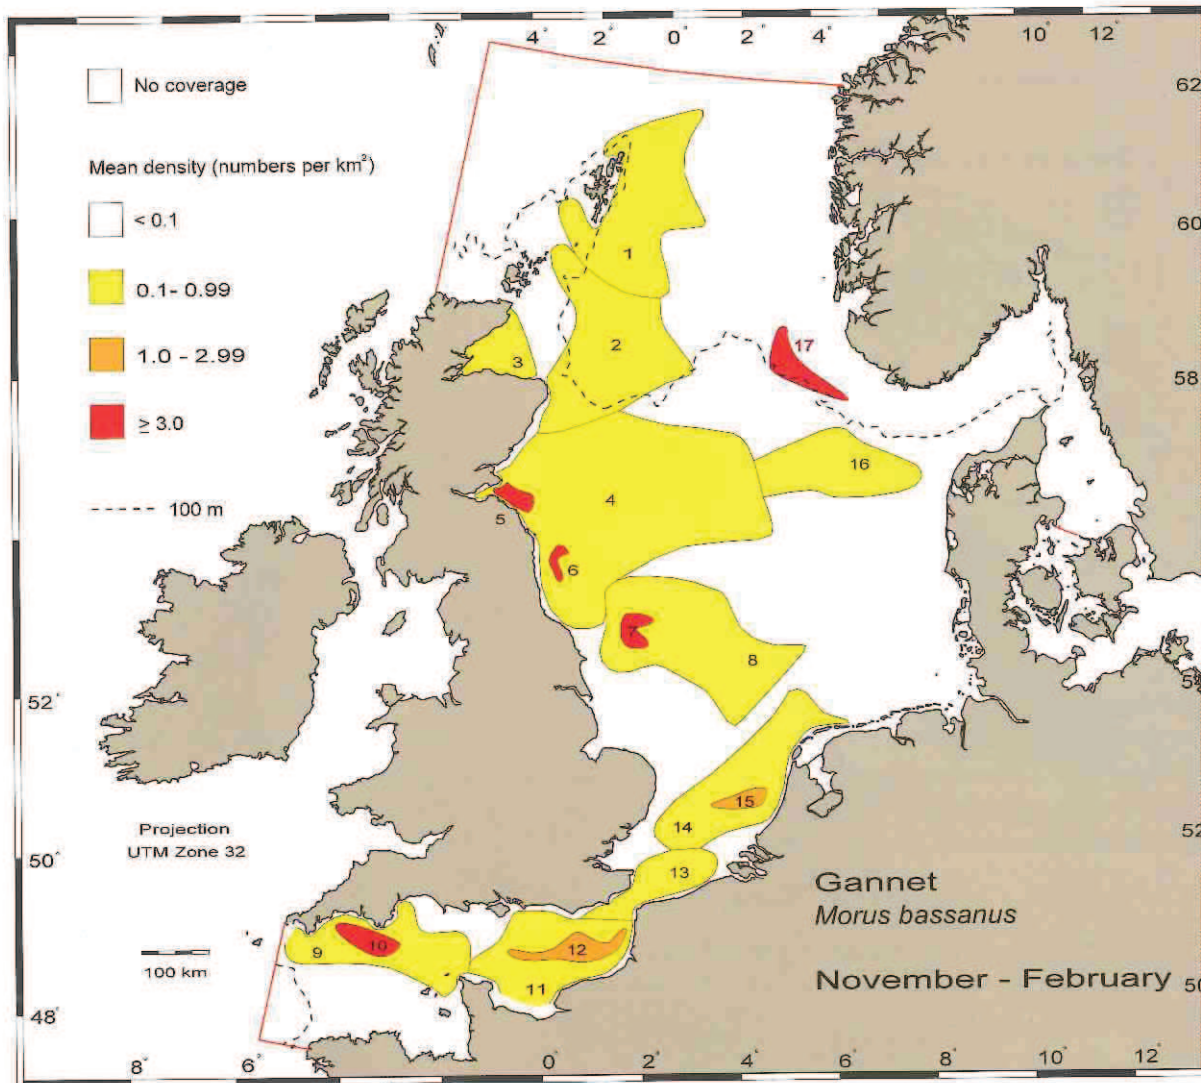 4° 2° 0° 2° 4° 10° 12°
No coverage
62
Mean density (numbers per km²)
< 0.1
60
0.1- 0.99
1
1.0 - 2.99
2
3
17
58
≥ 3.0
16
4
100 m
5
6
7
8
52°
15
Projection
UTM Zone 32
14
52
50°
13
Gannet
Morus bassanus
9
10
12
100 km
11
November - February
50
48°
8° 6° 0° 2° 4° 6° 8° 10° 12°